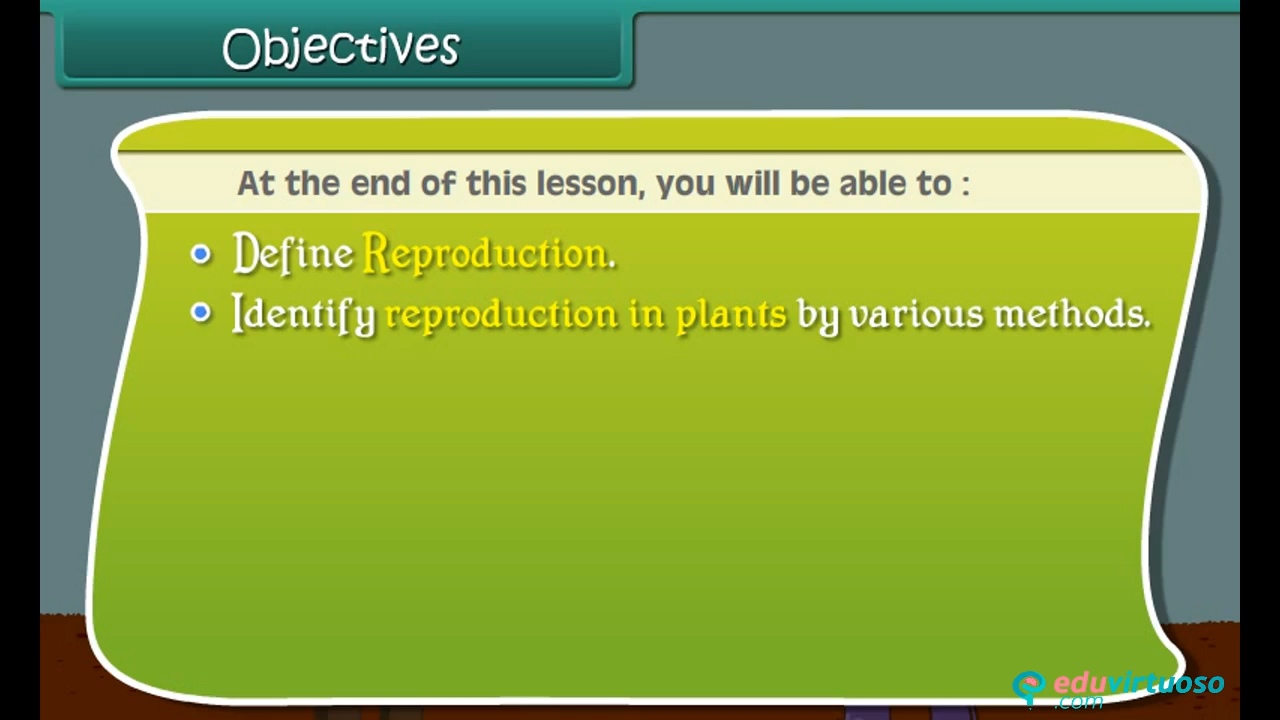 Objectives
At the end of this lesson, you will be able to :
Define Reproduction.
Identify reproduction in plants by various methods.
eduvirtuoso
.com